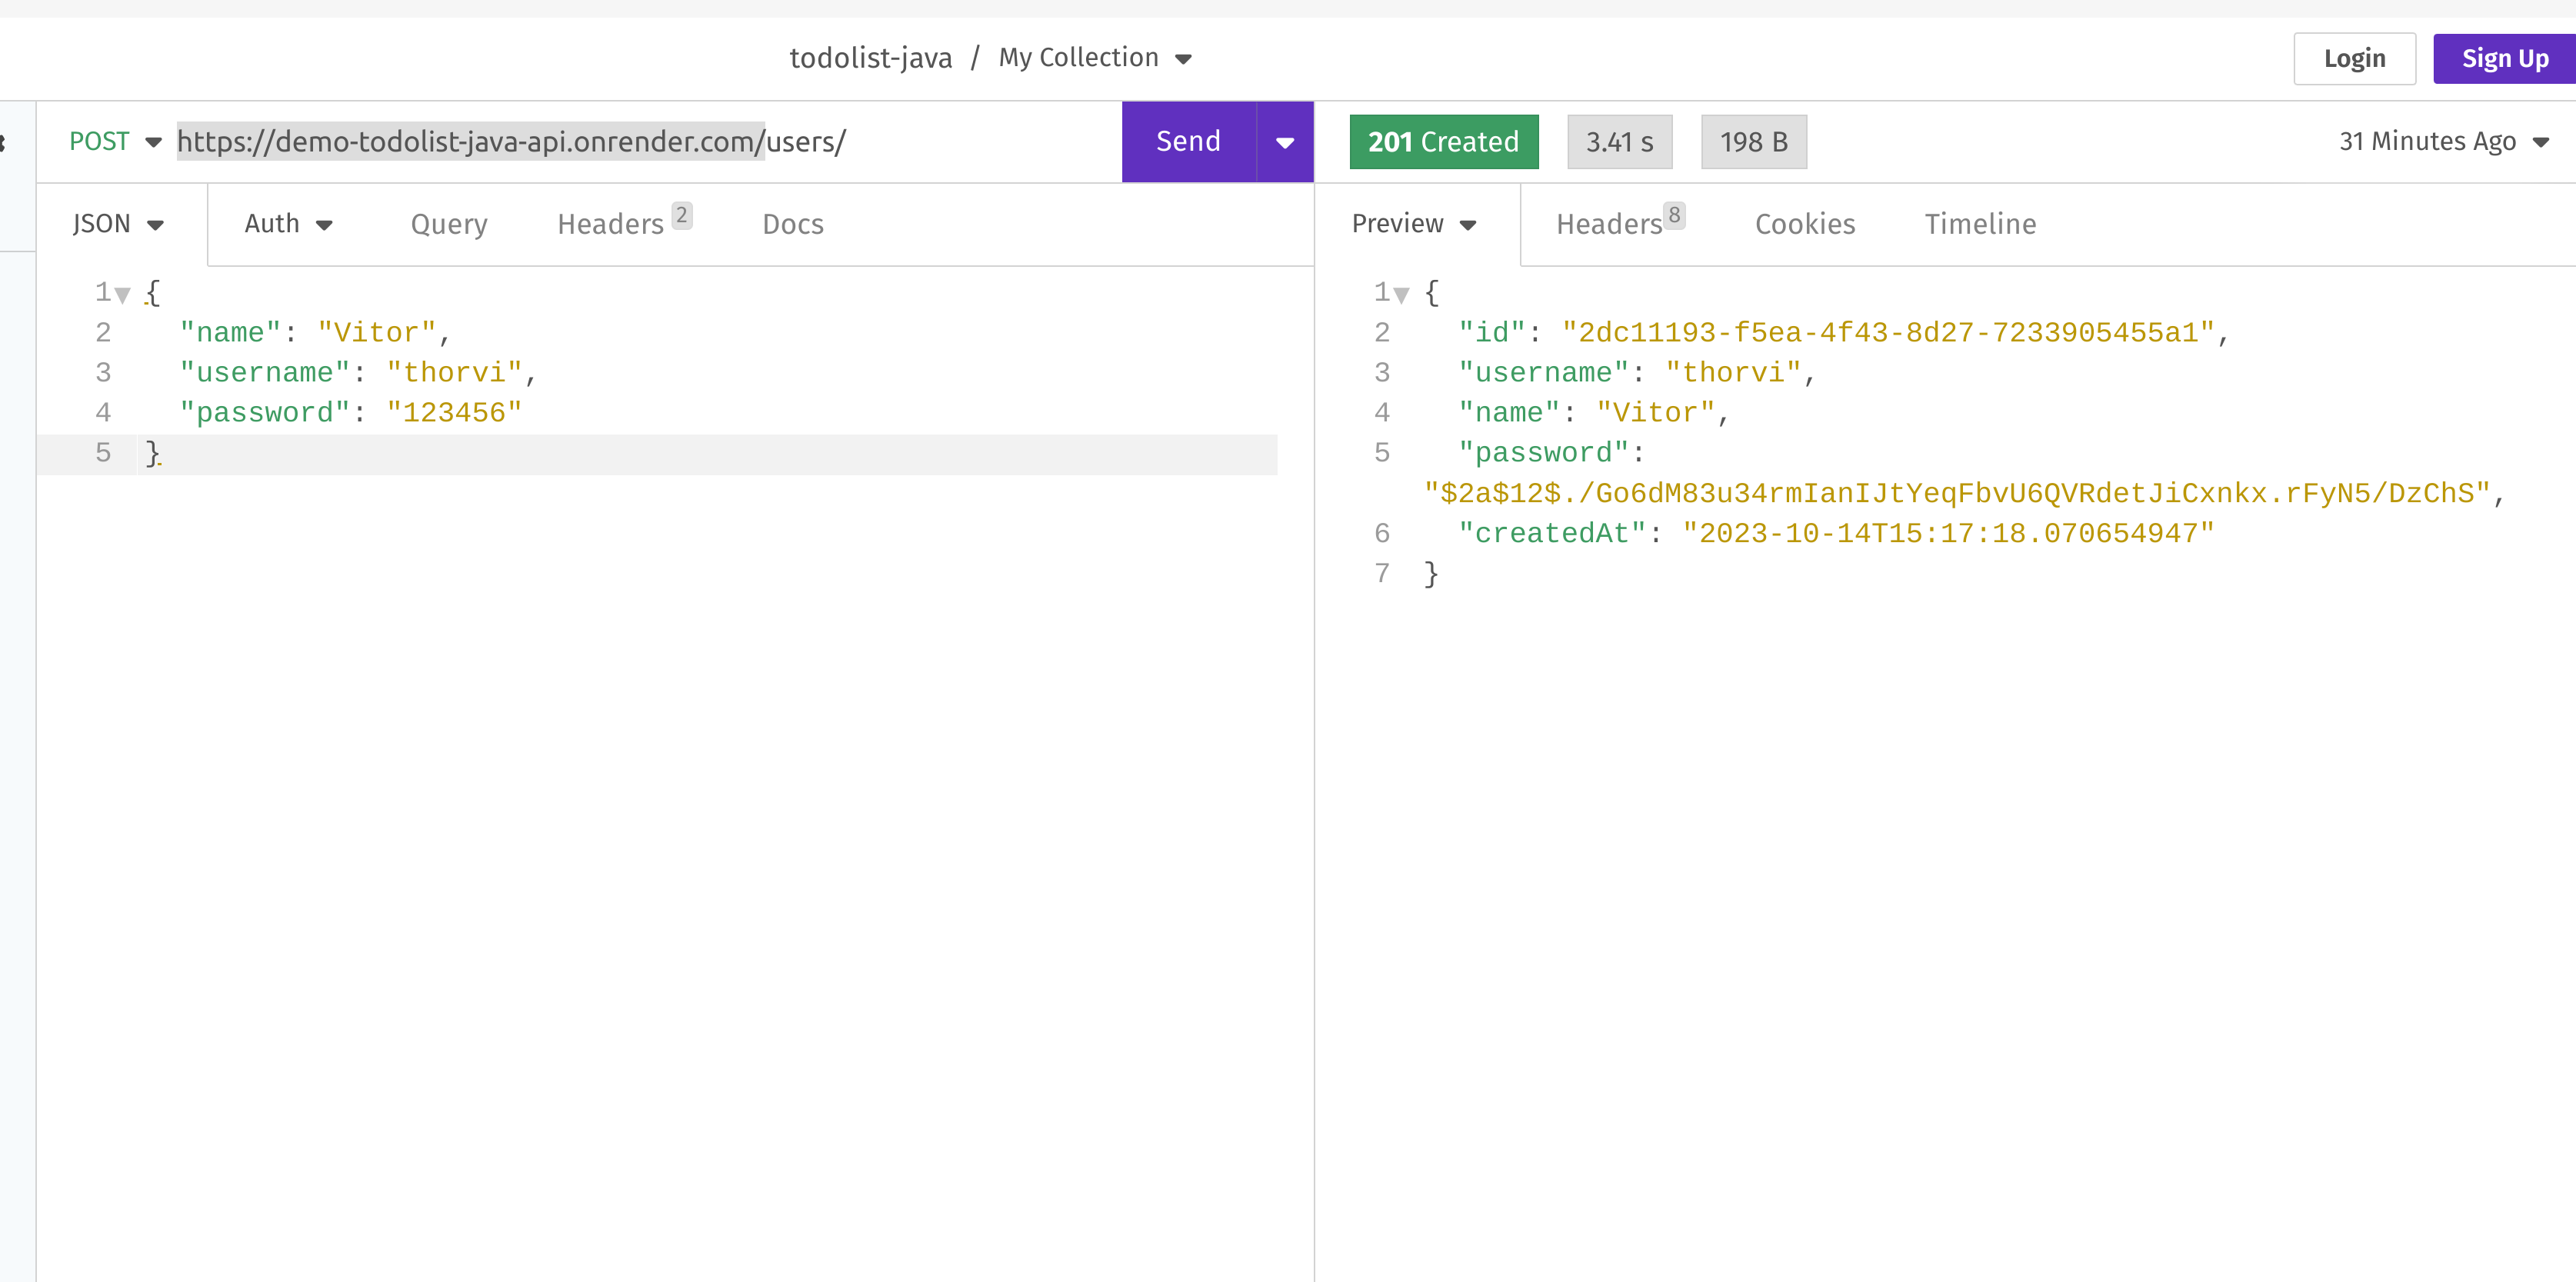 todolist-java / My Collection
Login
Sign Up
POST https://demo-todolist-java-api.onrender.com/users/
Send
201 Created
3.41 s
198 B
31 Minutes Ago
JSON
Auth
Query
Headers 2
Docs
Preview
Headers 8
Cookies
Timeline
1 {
2 "name": "Vitor",
3 "username": "thorvi",
4 "password": "123456"
5 }
1 {
2 "id": "2dc11193-f5ea-4f43-8d27-7233905455a1",
3 "username": "thorvi",
4 "name": "Vitor",
5 "password":
"$2a$12$./Go6dM83u34rmIanIJtYeqFbvU6QVRdetJiCxnkx.rFyN5/DzChS",
6 "createdAt": "2023-10-14T15:17:18.070654947"
7 }